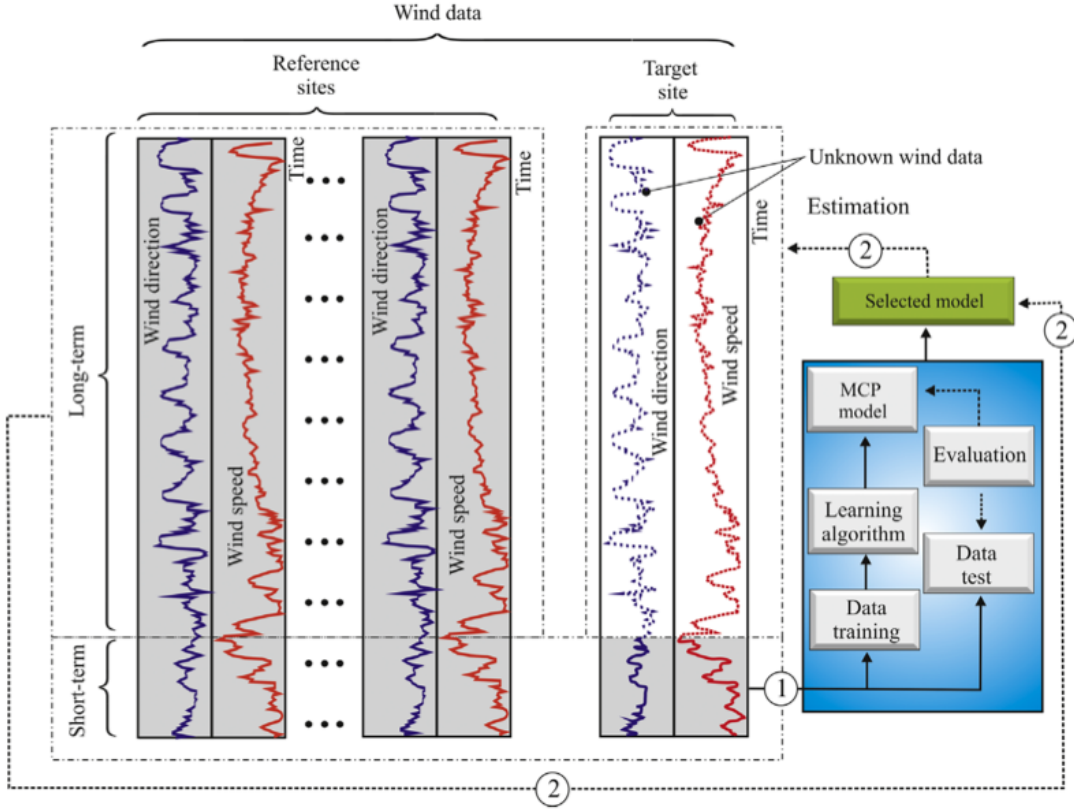 Wind data
Reference
sites
Target
site
Long-term
Short-term
Wind direction
Wind speed
Time
Wind direction
Wind speed
Time
Wind direction
Wind speed
Time
Unknown wind data
Estimation
2
Selected model
2
MCP
model
Evaluation
Learning
algorithm
Data
test
Data
training
1
2